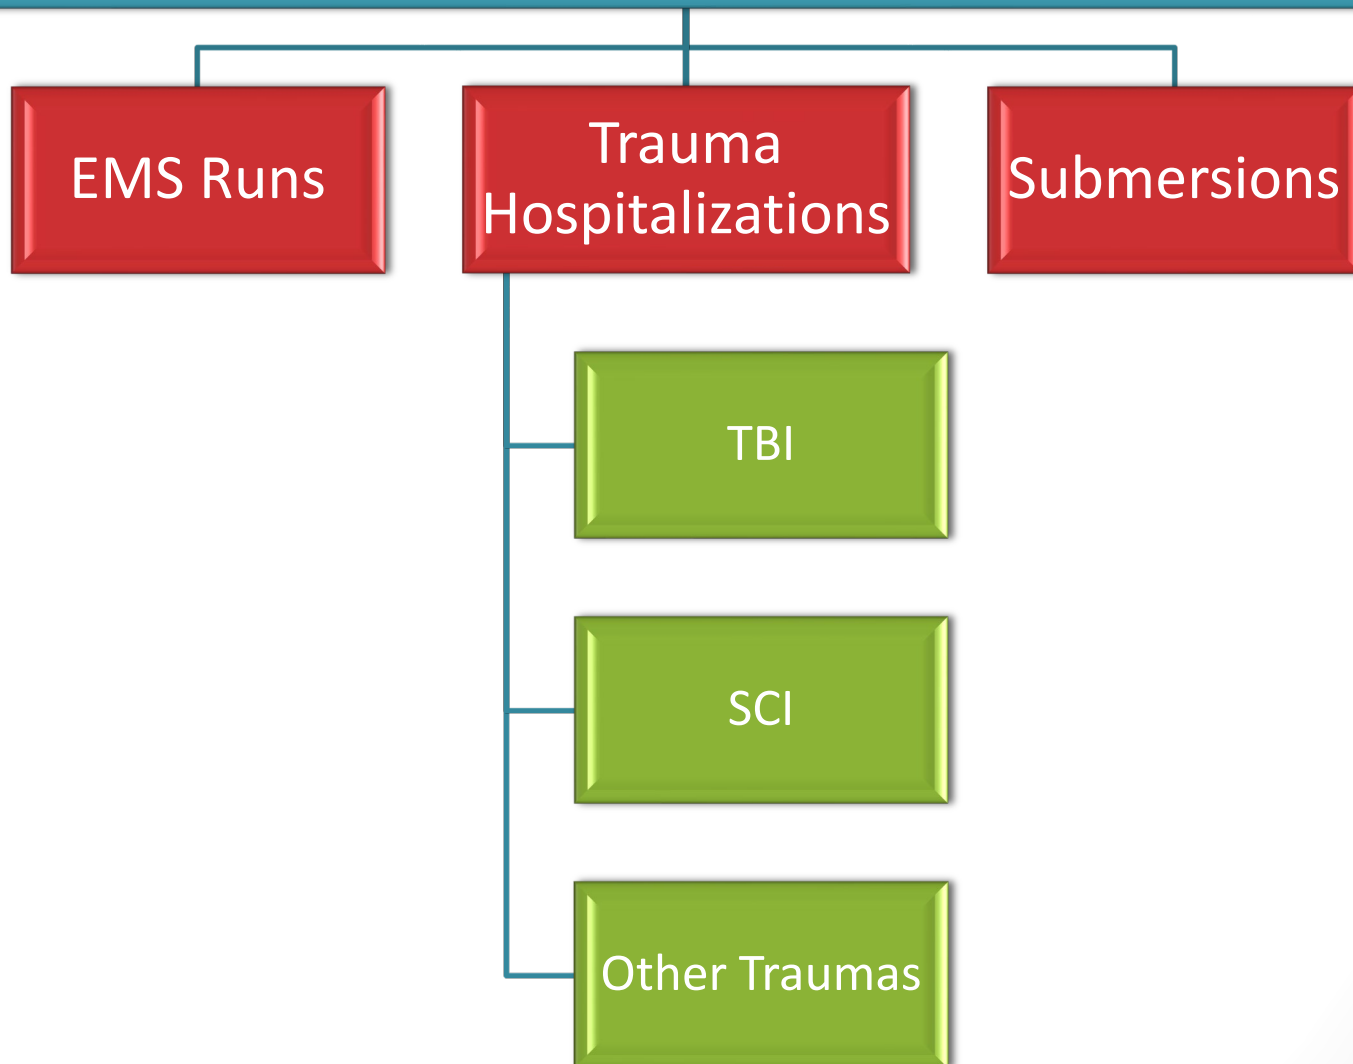 EMS Runs
Trauma
Hospitalizations
Submersions
TBI
SCI
Other Traumas